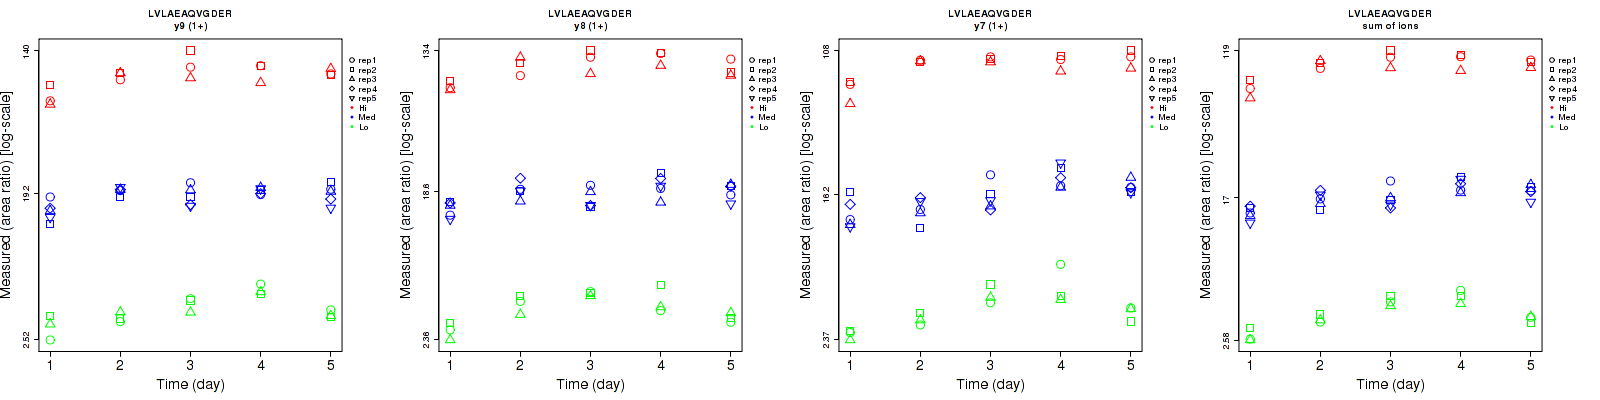 LVLAEAQVGDER
y9 (1+)
Measured (area ratio) [log-scale]
140
19.2
2.52
1 2 3 4 5
Time (day)
rep1
rep2
rep3
rep4
rep5
Hi
Med
Lo
LVLAEAQVGDER
y8 (1+)
Measured (area ratio) [log-scale]
134
18.6
2.36
1 2 3 4 5
Time (day)
rep1
rep2
rep3
rep4
rep5
Hi
Med
Lo
LVLAEAQVGDER
y7 (1+)
Measured (area ratio) [log-scale]
108
16.2
2.37
1 2 3 4 5
Time (day)
rep1
rep2
rep3
rep4
rep5
Hi
Med
Lo
LVLAEAQVGDER
sum of ions
Measured (area ratio) [log-scale]
119
17
2.58
1 2 3 4 5
Time (day)
rep1
rep2
rep3
rep4
rep5
Hi
Med
Lo